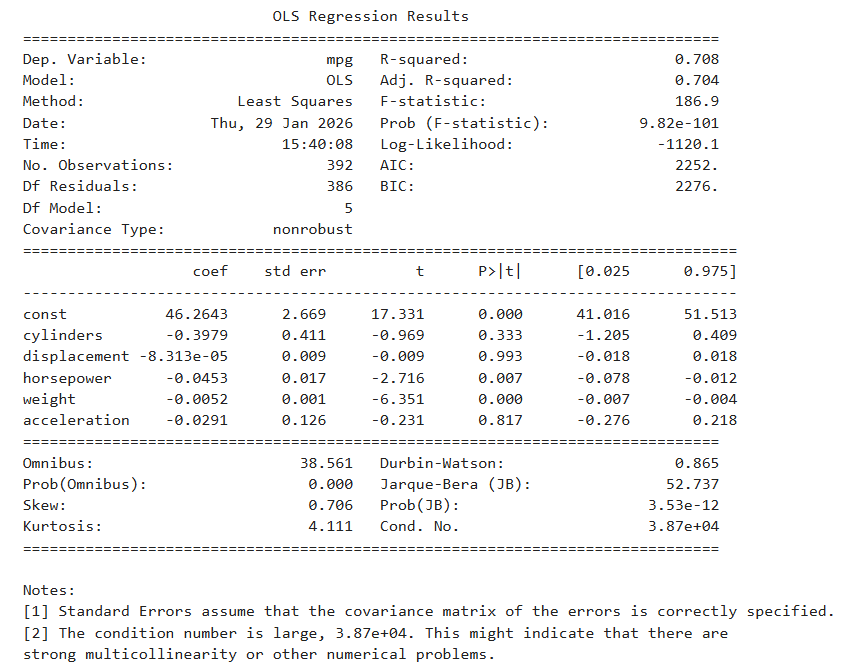 OLS Regression Results
==============================================================================
Dep. Variable:                    mpg   R-squared:                       0.708
Model:                            OLS   Adj. R-squared:                  0.704
Method:                 Least Squares   F-statistic:                     186.9
Date:                Thu, 29 Jan 2026   Prob (F-statistic):          9.82e-101
Time:                        15:40:08   Log-Likelihood:                -1120.1
No. Observations:                 392   AIC:                             2252.
Df Residuals:                     386   BIC:                             2276.
Df Model:                           5
Covariance Type:            nonrobust
================================================================================
                   coef    std err          t      P>|t|      [0.025      0.975]
--------------------------------------------------------------------------------
const           46.2643      2.669     17.331      0.000      41.016      51.513
cylinders       -0.3979      0.411     -0.969      0.333      -1.205       0.409
displacement -8.313e-05      0.009     -0.009      0.993      -0.018       0.018
horsepower      -0.0453      0.017     -2.716      0.007      -0.078      -0.012
weight          -0.0052      0.001     -6.351      0.000      -0.007      -0.004
acceleration    -0.0291      0.126     -0.231      0.817      -0.276       0.218
==============================================================================
Omnibus:                       38.561   Durbin-Watson:                   0.865
Prob(Omnibus):                  0.000   Jarque-Bera (JB):               52.737
Skew:                           0.706   Prob(JB):                     3.53e-12
Kurtosis:                       4.111   Cond. No.                     3.87e+04
==============================================================================

Notes:
[1] Standard Errors assume that the covariance matrix of the errors is correctly specified.
[2] The condition number is large, 3.87e+04. This might indicate that there are
strong multicollinearity or other numerical problems.